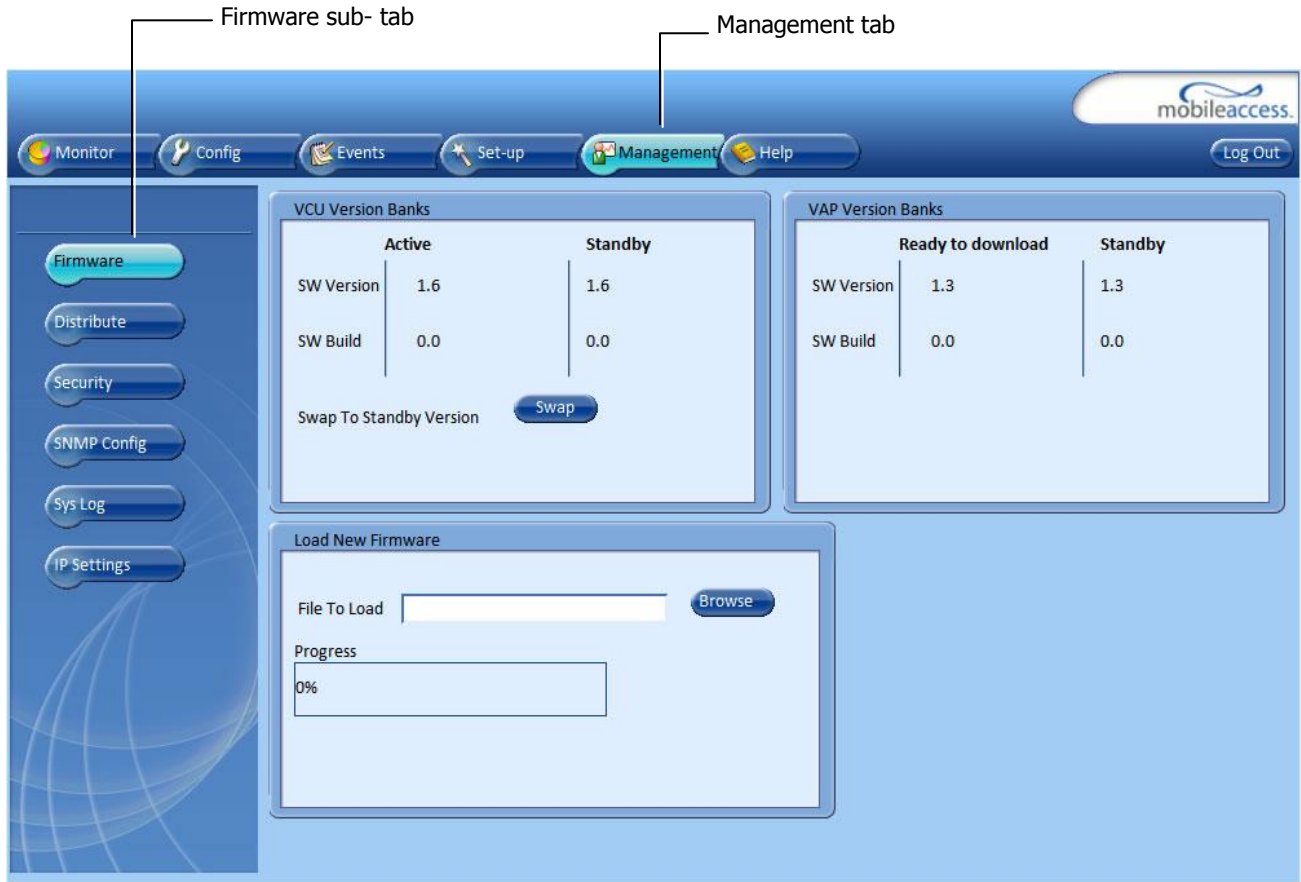 Firmware sub- tab
Management tab
mobileaccess.
Monitor
Config
Events
Set-up
Management
Help
Log Out
Firmware
Distribute
Security
SNMP Config
Sys Log
IP Settings
VCU Version Banks
Active Standby
SW Version 1.6 1.6
SW Build 0.0 0.0
Swap To Standby Version Swap
VAP Version Banks
Ready to download Standby
SW Version 1.3 1.3
SW Build 0.0 0.0
Load New Firmware
File To Load Browse
Progress
0%